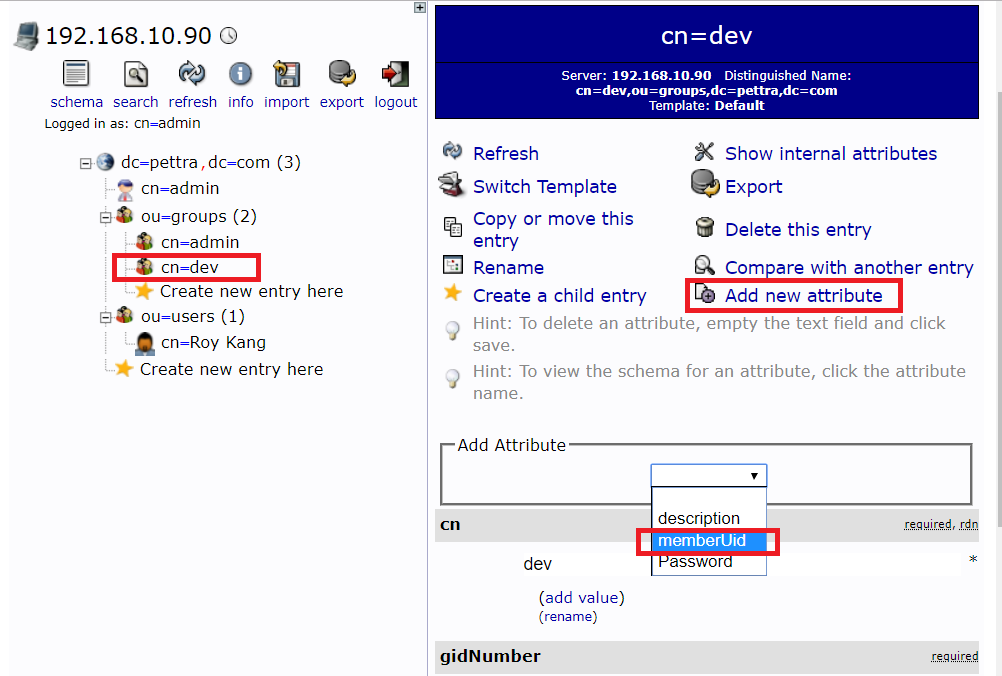 192.168.10.90
schema search refresh info import export logout
Logged in as: cn=admin
dc=pettra,dc=com (3)
cn=admin
ou=groups (2)
cn=admin
cn=dev
Create new entry here
ou=users (1)
cn=Roy Kang
Create new entry here
cn=dev
Server: 192.168.10.90 Distinguished Name:
cn=dev,ou=groups,dc=pettra,dc=com
Template: Default
Refresh
Show internal attributes
Switch Template
Export
Copy or move this
entry
Delete this entry
Rename
Compare with another entry
Create a child entry
Add new attribute
Hint: To delete an attribute, empty the text field and click
save.
Hint: To view the schema for an attribute, click the attribute
name.
Add Attribute
description
memberUid
Password
cn
required, rdn
dev
*
(add value)
(rename)
gidNumber
required